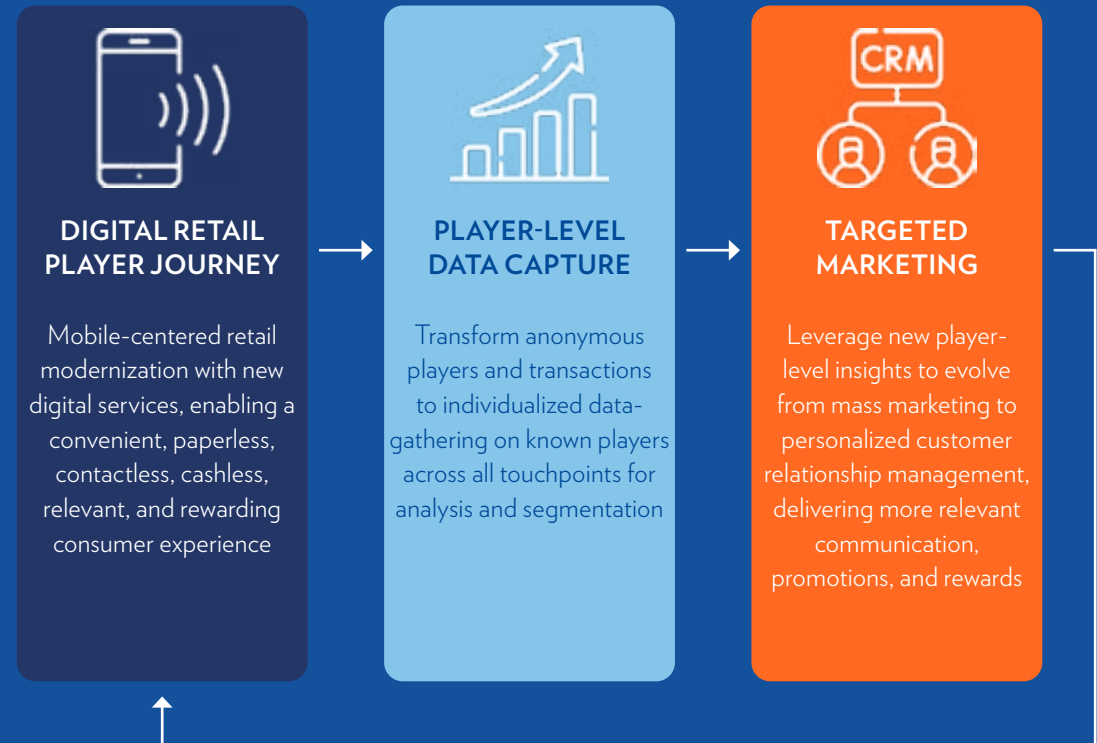 DIGITAL RETAIL
PLAYER JOURNEY
Mobile-centered retail
modernization with new
digital services, enabling a
convenient, paperless,
contactless, cashless,
relevant, and rewarding
consumer experience
PLAYER-LEVEL
DATA CAPTURE
Transform anonymous
players and transactions
to individualized data-
gathering on known players
across all touchpoints for
analysis and segmentation
CRM
TARGETED
MARKETING
Leverage new player-
level insights to evolve
from mass marketing to
personalized customer
relationship management,
delivering more relevant
communication,
promotions, and rewards